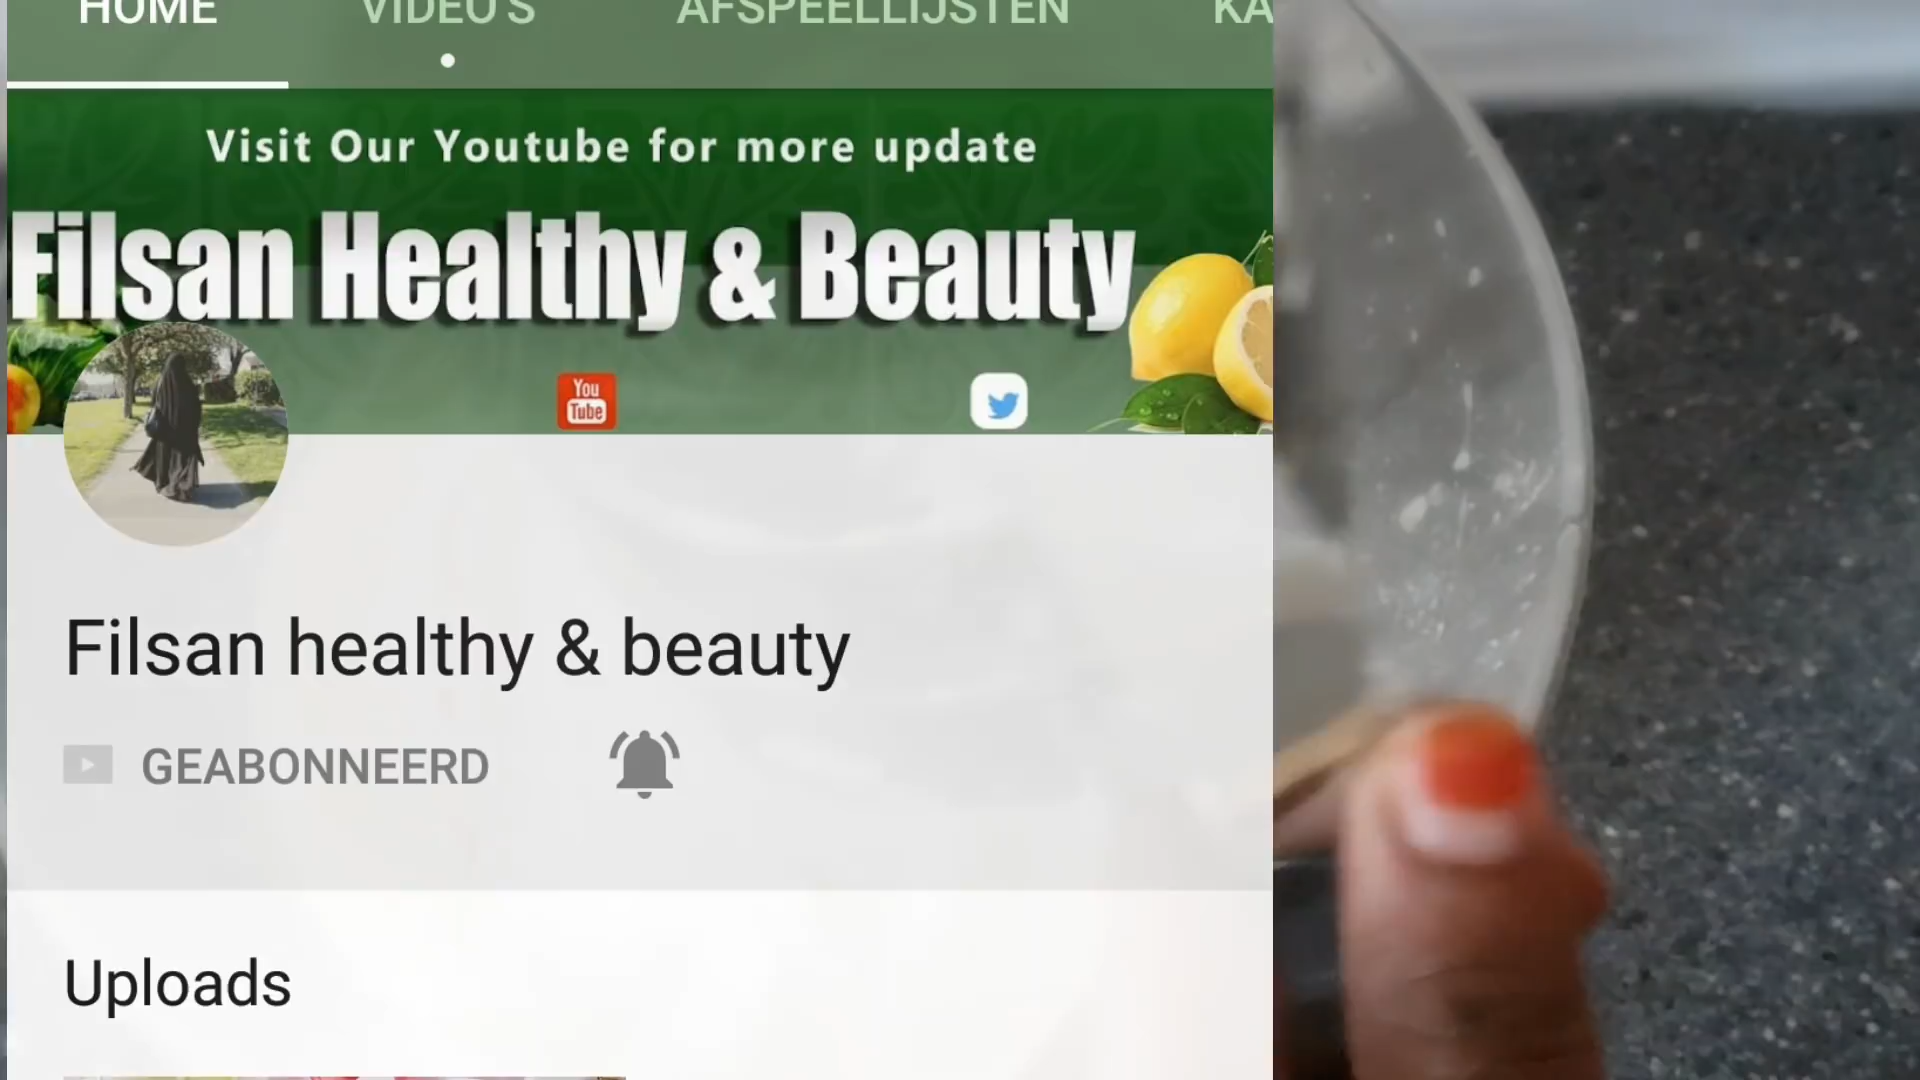 HOME VIDEO'S AFSPEELLIJSTEN KA
Visit Our Youtube for more update
Filsan Healthy & Beauty
You
Tube
Filsan healthy & beauty
GEABONNEERD
Uploads